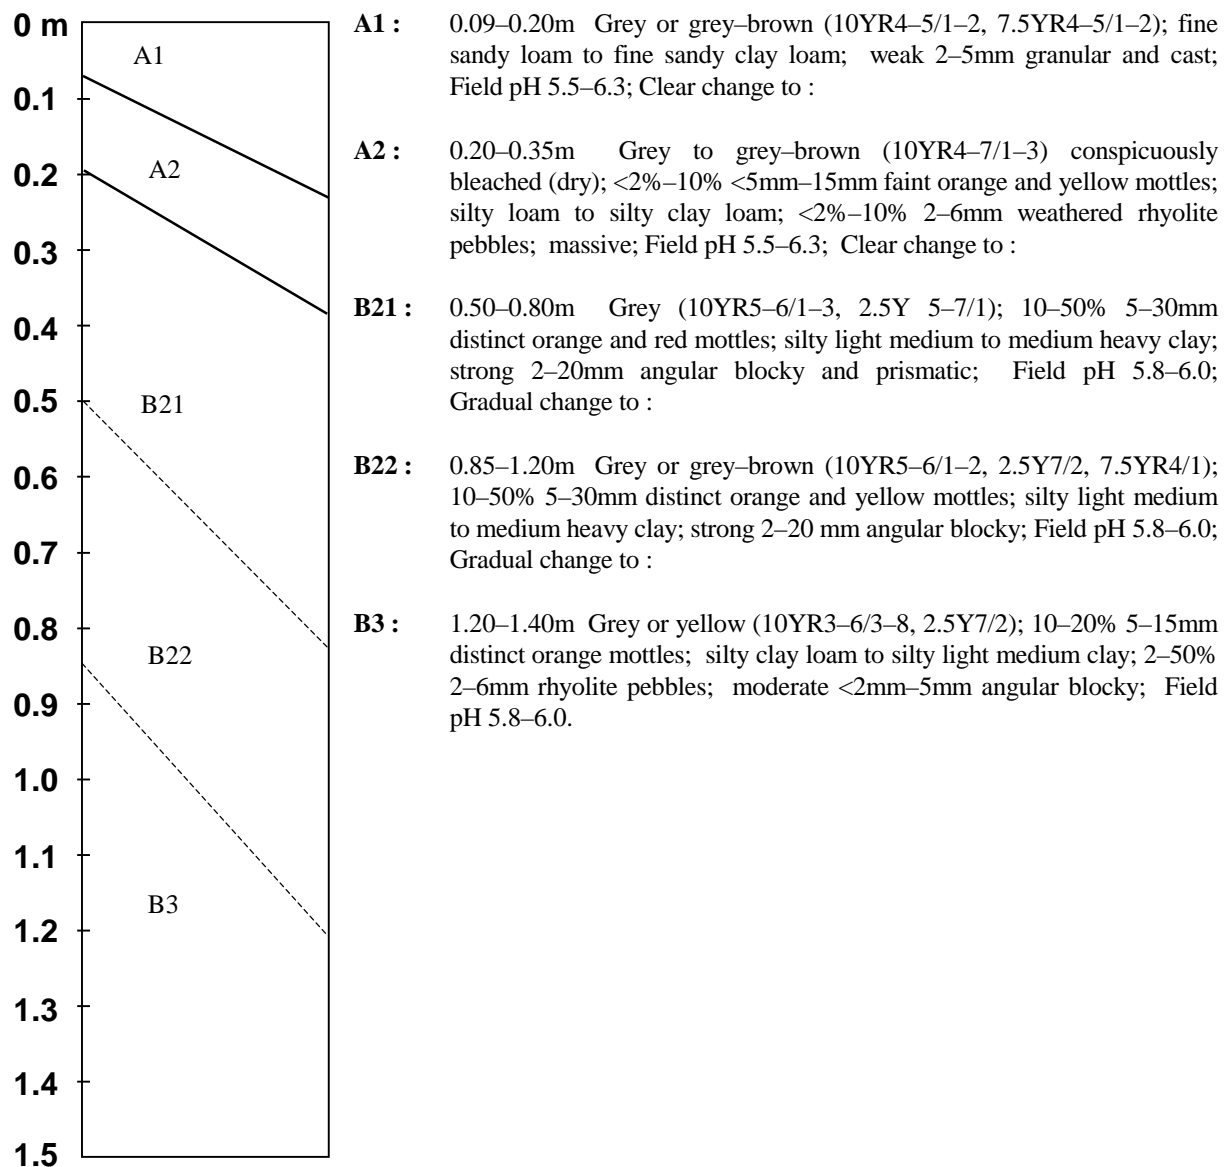 0 m
0.1
0.2
0.3
0.4
0.5
0.6
0.7
0.8
0.9
1.0
1.1
1.2
1.3
1.4
1.5
A1
A2
B21
B22
B3
A1 : 0.09–0.20m Grey or grey–brown (10YR4–5/1–2, 7.5YR4–5/1–2); fine
sandy loam to fine sandy clay loam; weak 2–5mm granular and cast;
Field pH 5.5–6.3; Clear change to :
A2 : 0.20–0.35m Grey to grey–brown (10YR4–7/1–3) conspicuously
bleached (dry); <2%–10% <5mm–15mm faint orange and yellow mottles;
silty loam to silty clay loam; <2%–10% 2–6mm weathered rhyolite
pebbles; massive; Field pH 5.5–6.3; Clear change to :
B21 : 0.50–0.80m Grey (10YR5–6/1–3, 2.5Y 5–7/1); 10–50% 5–30mm
distinct orange and red mottles; silty light medium to medium heavy clay;
strong 2–20mm angular blocky and prismatic; Field pH 5.8–6.0;
Gradual change to :
B22 : 0.85–1.20m Grey or grey–brown (10YR5–6/1–2, 2.5Y7/2, 7.5YR4/1);
10–50% 5–30mm distinct orange and yellow mottles; silty light medium
to medium heavy clay; strong 2–20 mm angular blocky; Field pH 5.8–6.0;
Gradual change to :
B3 : 1.20–1.40m Grey or yellow (10YR3–6/3–8, 2.5Y7/2); 10–20% 5–15mm
distinct orange mottles; silty clay loam to silty light medium clay; 2–50%
2–6mm rhyolite pebbles; moderate <2mm–5mm angular blocky; Field
pH 5.8–6.0.